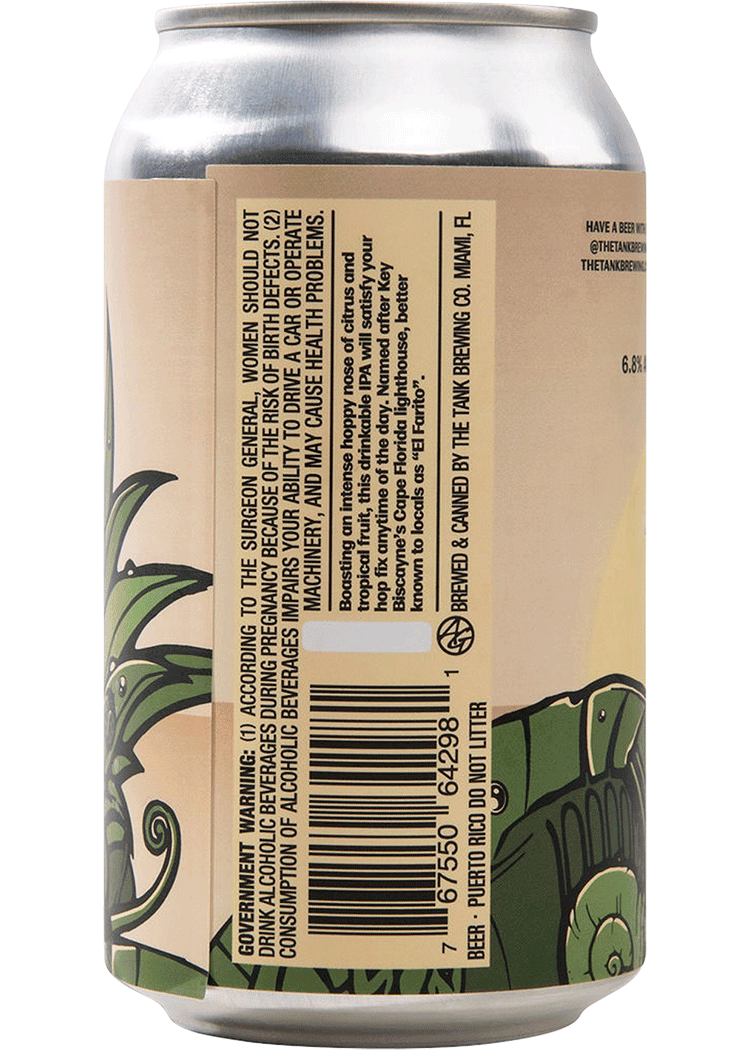 GOVERNMENT WARNING: (1) ACCORDING TO THE SURGEON GENERAL, WOMEN SHOULD NOT
DRINK ALCOHOLIC BEVERAGES DURING PREGNANCY BECAUSE OF THE RISK OF BIRTH DEFECTS. (2)
CONSUMPTION OF ALCOHOLIC BEVERAGES IMPAIRS YOUR ABILITY TO DRIVE A CAR OR OPERATE
MACHINERY, AND MAY CAUSE HEALTH PROBLEMS.
Boasting an intense hoppy nose of citrus and
tropical fruit, this drinkable IPA will satisfy your
hop fix anytime of the day. Named after Key
Biscayne's Cape Florida lighthouse, better
known to locals as "El Farito".
BREWED & CANNED BY THE TANK BREWING CO. MIAMI, FL
7 67550 64298 1
BEER · PUERTO RICO DO NOT LITTER
HAVE A BEER WITH
@THETANKBREWIN
THETANKBREWING.
6.8%